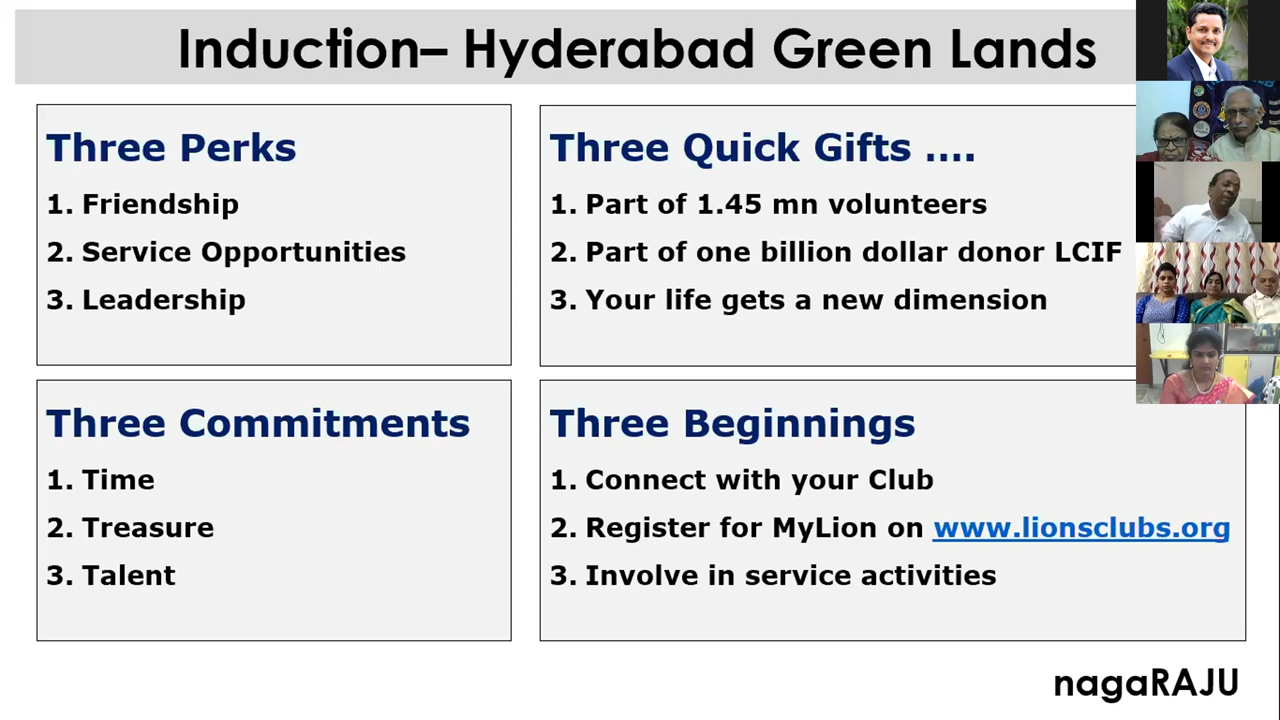 Induction– Hyderabad Green Lands
Three Perks
1. Friendship
2. Service Opportunities
3. Leadership
Three Quick Gifts ....
1. Part of 1.45 mn volunteers
2. Part of one billion dollar donor LCIF
3. Your life gets a new dimension
Three Commitments
1. Time
2. Treasure
3. Talent
Three Beginnings
1. Connect with your Club
2. Register for MyLion on www.lionsclubs.org
3. Involve in service activities
nagaRAJU